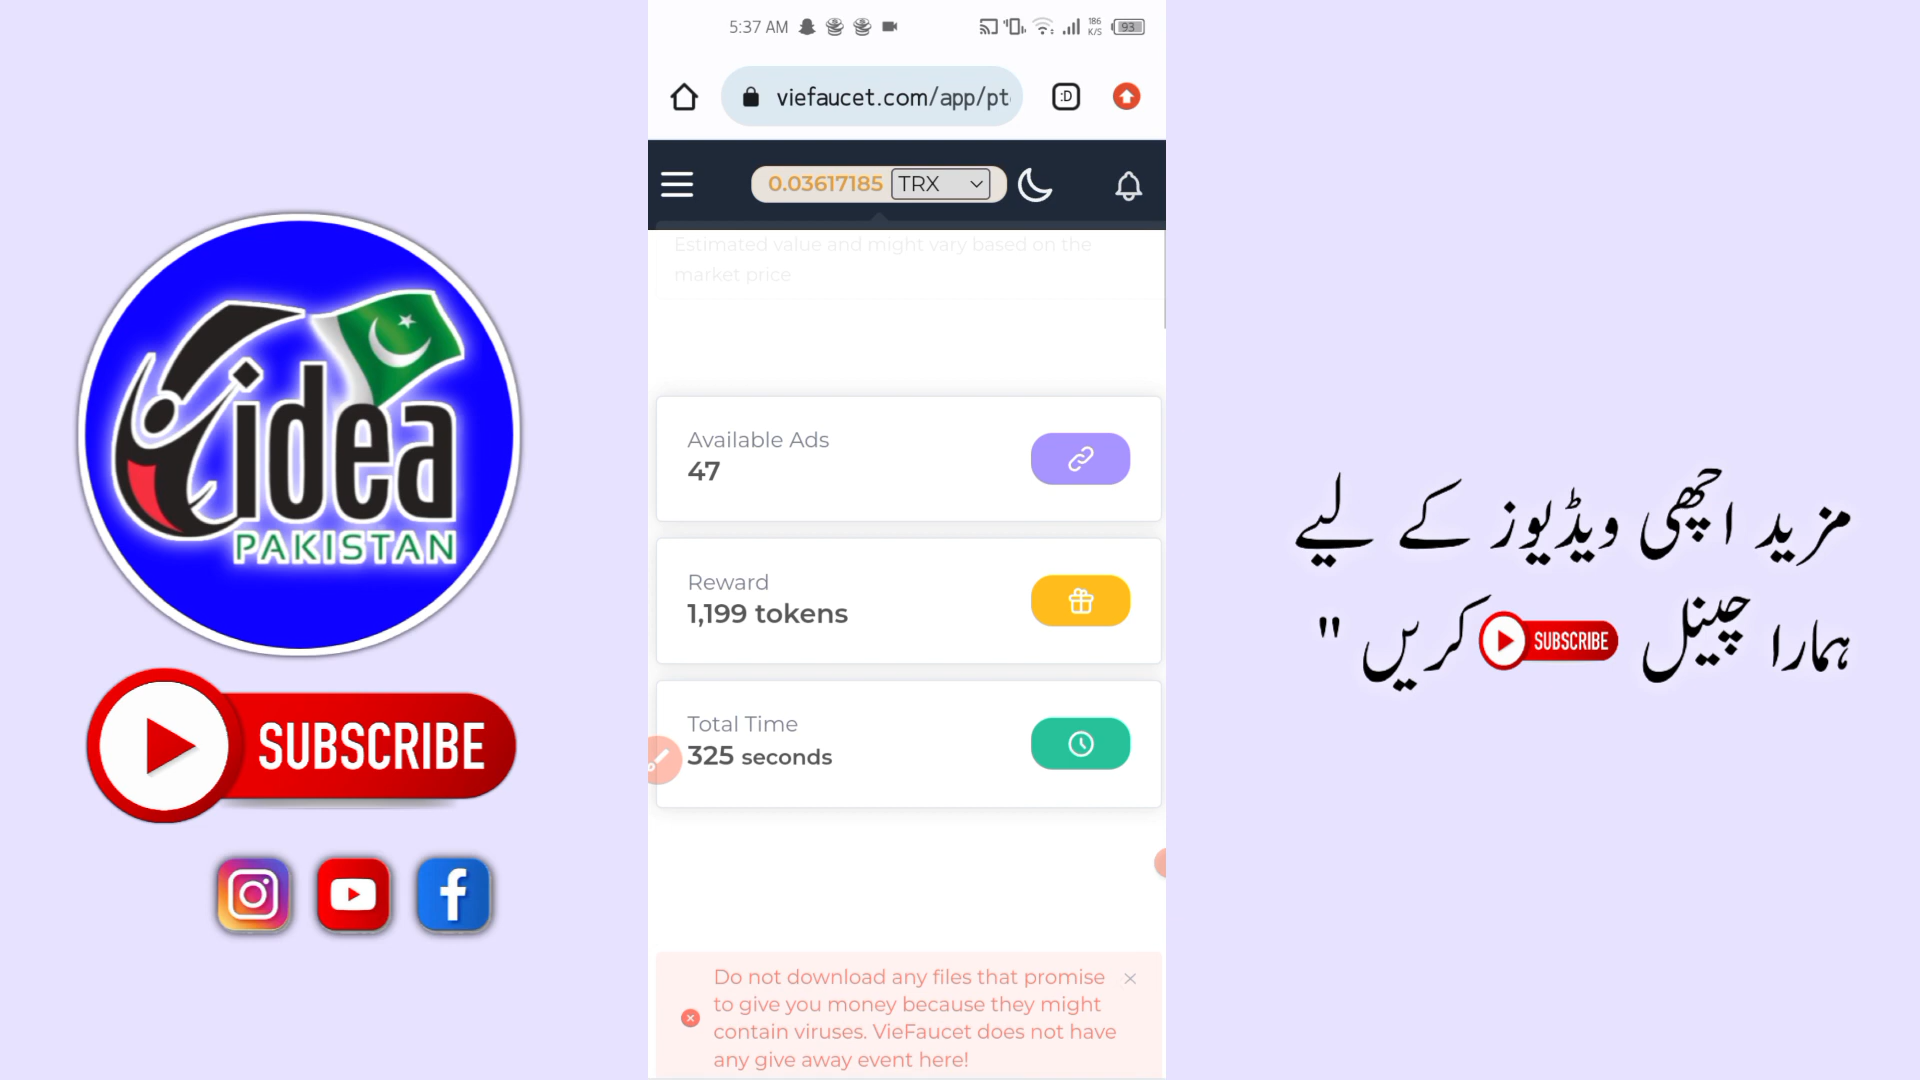 5:37 AM
186
K/S
93
viefaucet.com/app/pt
:D
0.03617185 TRX
Estimated value and might vary based on the
market price
Available Ads
47
Reward
1,199 tokens
Total Time
325 seconds
Do not download any files that promise
to give you money because they might
contain viruses. VieFaucet does not have
any give away event here!
idea
PAKISTAN
SUBSCRIBE
مزید اچھی ویڈیوز کے لیے
ہمارا چینل SUBSCRIBE کریں "